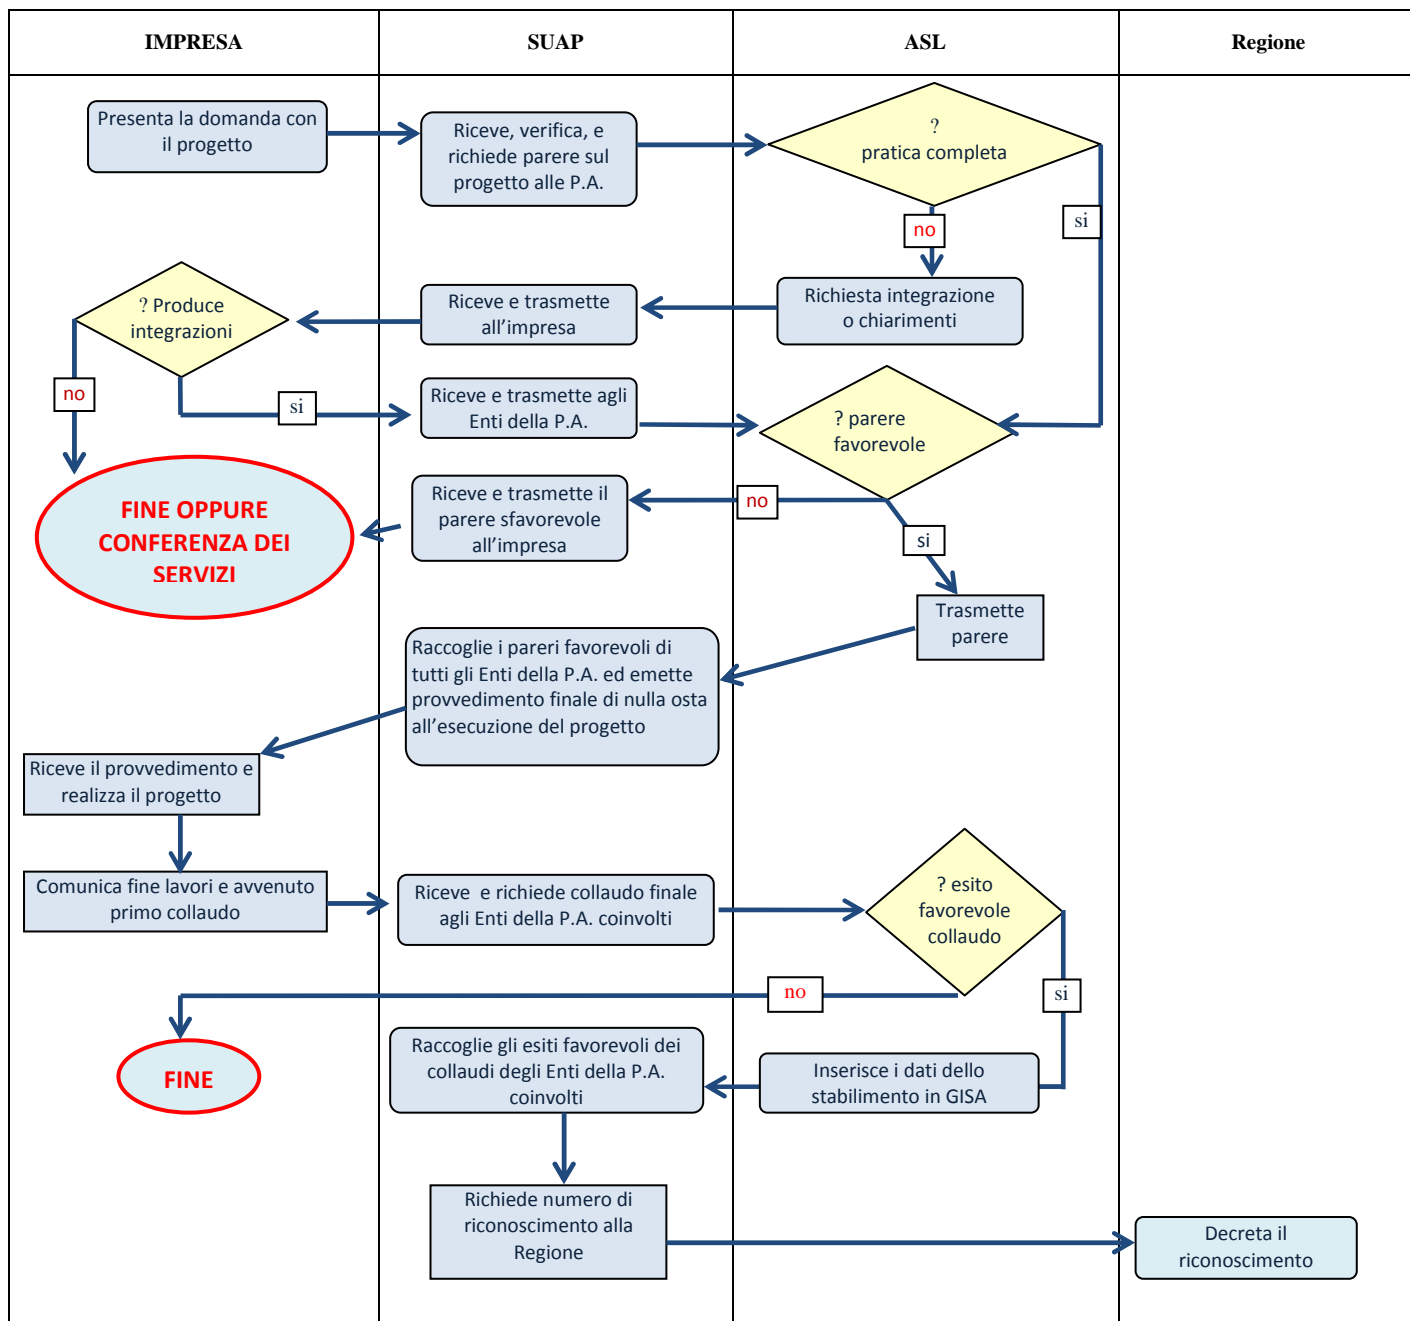 IMPRESA
SUAP
ASL
Regione
Presenta la domanda con
il progetto
Riceve, verifica, e
richiede parere sul
progetto alle P.A.
?
pratica completa
no
si
Richiesta integrazione
o chiarimenti
Riceve e trasmette
all’impresa
? Produce
integrazioni
no
si
Riceve e trasmette agli
Enti della P.A.
? parere
favorevole
no
si
Riceve e trasmette il
parere sfavorevole
all’impresa
FINE OPPURE
CONFERENZA DEI
SERVIZI
Trasmette
parere
Raccoglie i pareri favorevoli di
tutti gli Enti della P.A. ed emette
provvedimento finale di nulla osta
all’esecuzione del progetto
Riceve il provvedimento e
realizza il progetto
Comunica fine lavori e avvenuto
primo collaudo
Riceve  e richiede collaudo finale
agli Enti della P.A. coinvolti
? esito
favorevole
collaudo
no
si
FINE
Inserisce i dati dello
stabilimento in GISA
Raccoglie gli esiti favorevoli dei
collaudi degli Enti della P.A.
coinvolti
Richiede numero di
riconoscimento alla
Regione
Decreta il
riconoscimento